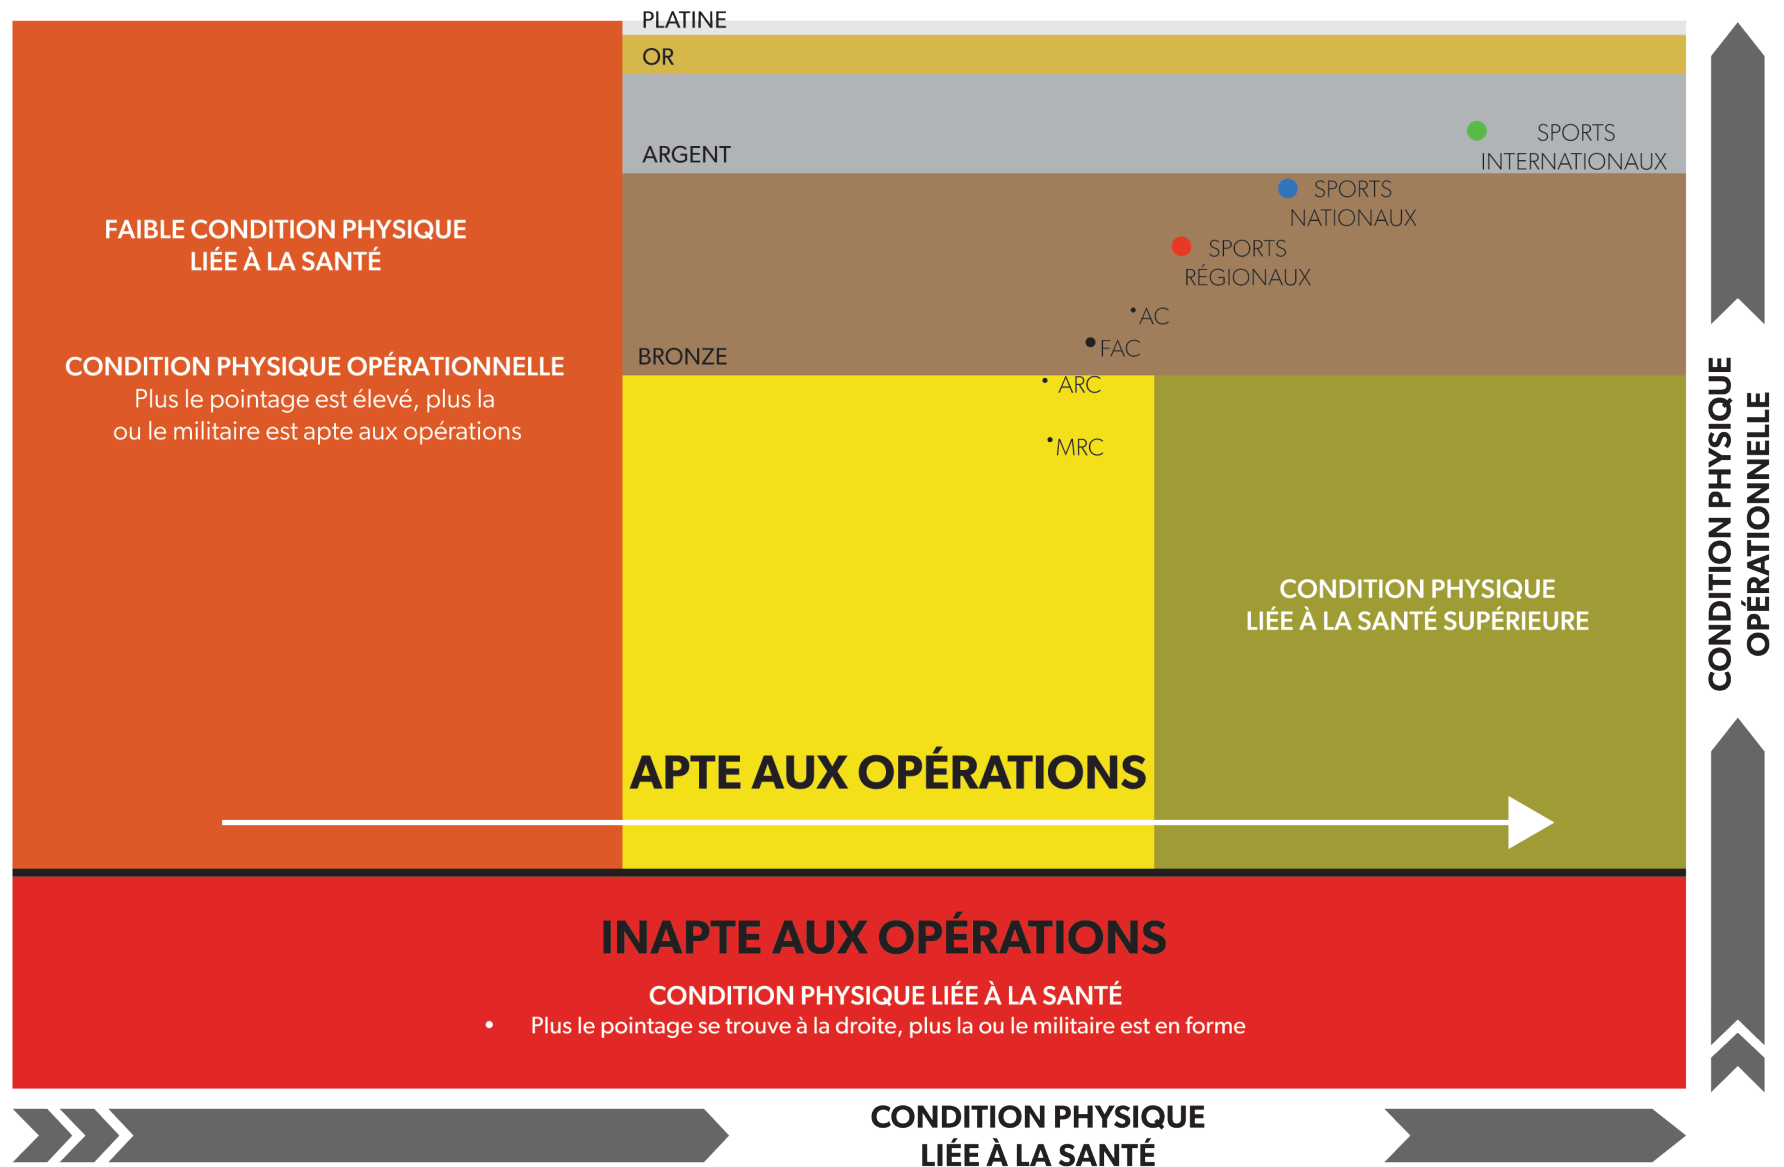 PLATINE
OR
ARGENT
SPORTS
INTERNATIONAUX
SPORTS
NATIONAUX
SPORTS
RÉGIONAUX
AC
FAC
BRONZE
ARC
MRC
FAIBLE CONDITION PHYSIQUE
LIÉE À LA SANTÉ
CONDITION PHYSIQUE OPÉRATIONNELLE
Plus le pointage est élevé, plus la
ou le militaire est apte aux opérations
CONDITION PHYSIQUE
LIÉE À LA SANTÉ SUPÉRIEURE
APTE AUX OPÉRATIONS
INAPTE AUX OPÉRATIONS
CONDITION PHYSIQUE LIÉE À LA SANTÉ
• Plus le pointage se trouve à la droite, plus la ou le militaire est en forme
CONDITION PHYSIQUE
LIÉE À LA SANTÉ
CONDITION PHYSIQUE
OPÉRATIONNELLE